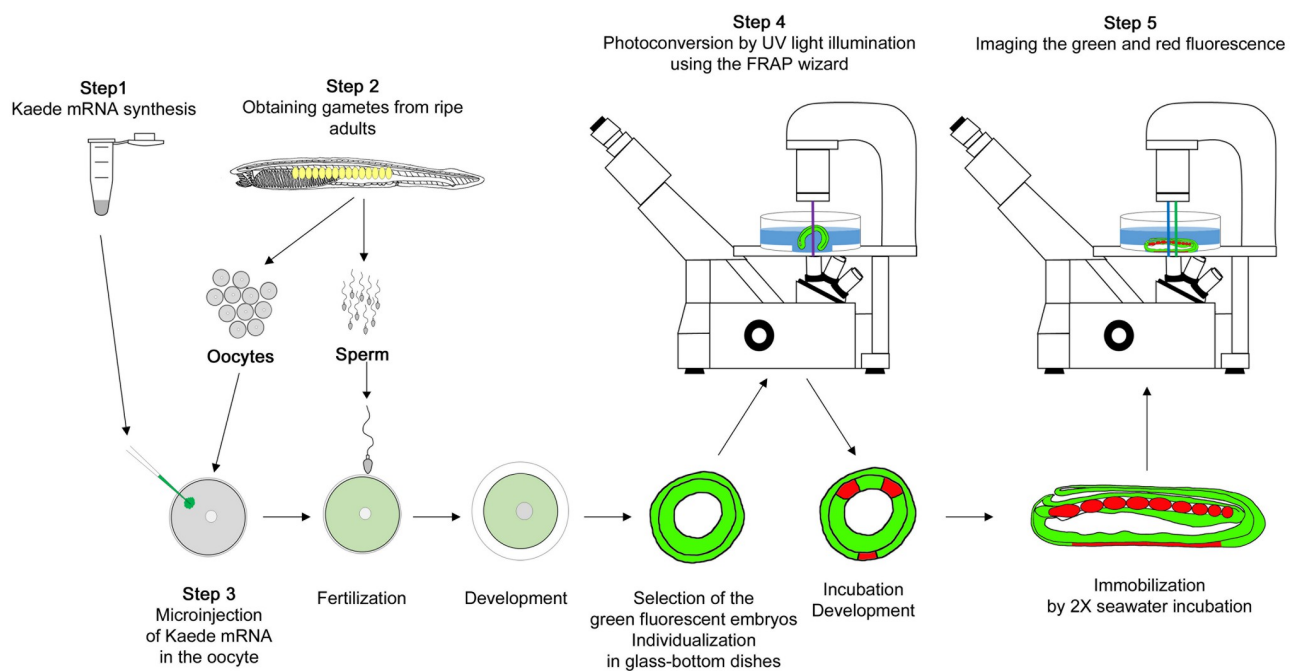 Step1
Kaede mRNA synthesis
Step 2
Obtaining gametes from ripe
adults
Oocytes
Sperm
Step 3
Microinjection
of Kaede mRNA
in the oocyte
Fertilization
Development
Selection of the
green fluorescent embryos
Individualization
in glass-bottom dishes
Step 4
Photoconversion by UV light illumination
using the FRAP wizard
Incubation
Development
Immobilization
by 2X seawater incubation
Step 5
Imaging the green and red fluorescence